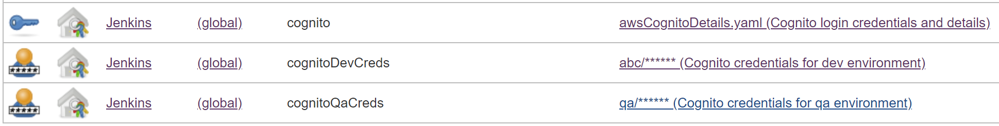 Jenkins (global) cognito awsCognitoDetails.yaml (Cognito login credentials and details)
***** Jenkins (global) cognitoDevCreds abc/****** (Cognito credentials for dev environment)
***** Jenkins (global) cognitoQaCreds qa/****** (Cognito credentials for qa environment)